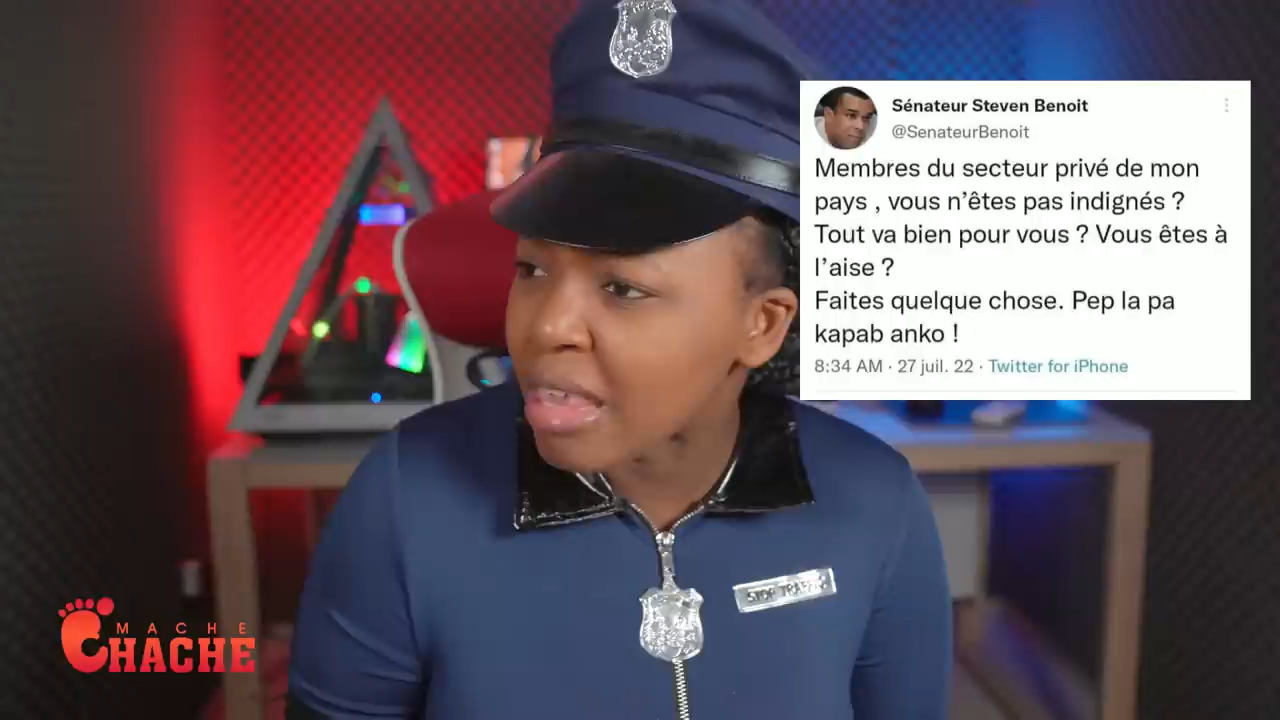 Sénateur Steven Benoit
@SenateurBenoit
Membres du secteur privé de mon
pays , vous n’êtes pas indignés ?
Tout va bien pour vous ? Vous êtes à
l’aise ?
Faites quelque chose. Pep la pa
kapab anko !
8:34 AM · 27 juil. 22 · Twitter for iPhone
STOP TRAFFIC
MACHE
CHACHE